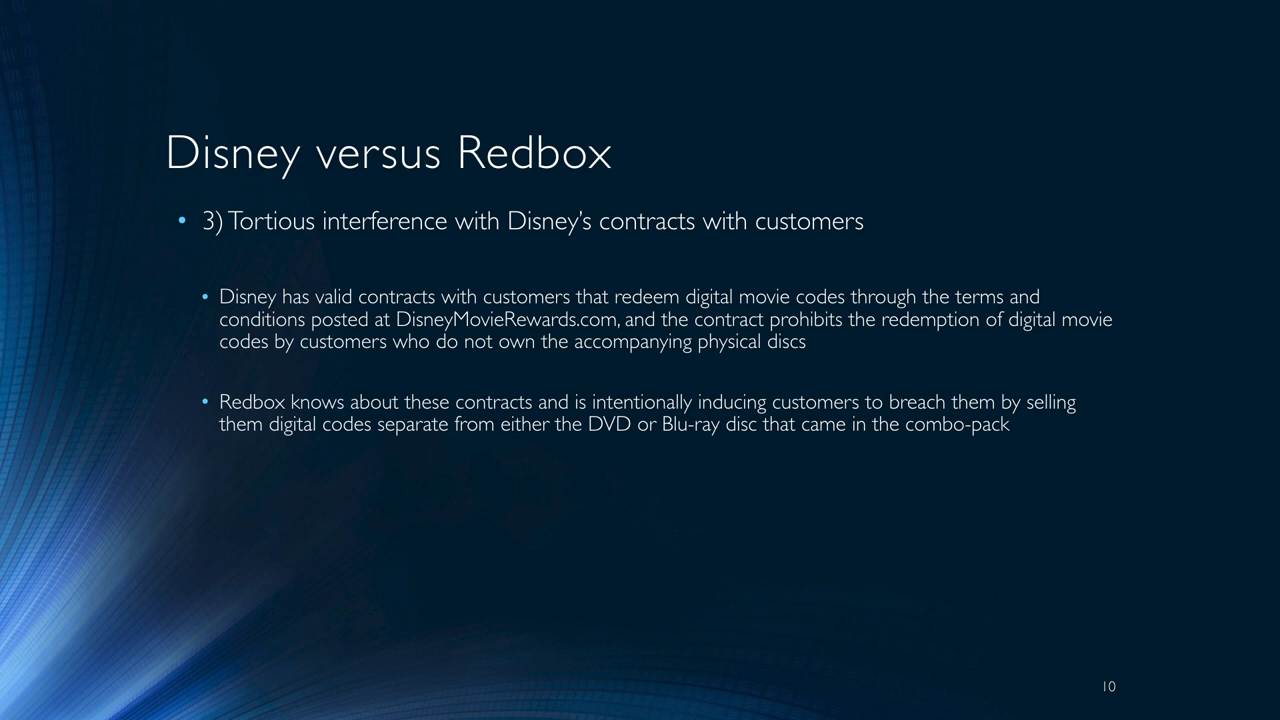 Disney versus Redbox
• 3) Tortious interference with Disney’s contracts with customers
• Disney has valid contracts with customers that redeem digital movie codes through the terms and
conditions posted at DisneyMovieRewards.com, and the contract prohibits the redemption of digital movie
codes by customers who do not own the accompanying physical discs
• Redbox knows about these contracts and is intentionally inducing customers to breach them by selling
them digital codes separate from either the DVD or Blu-ray disc that came in the combo-pack
10